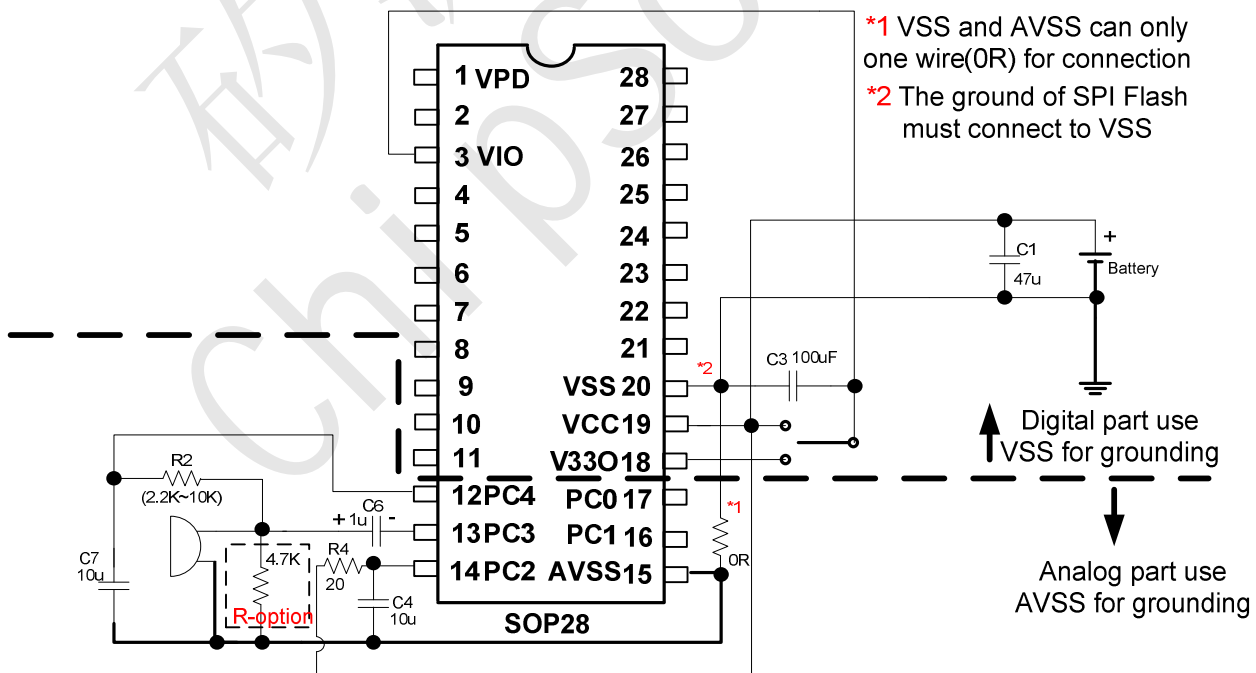 *1 VSS and AVSS can only
one wire(0R) for connection
*2 The ground of SPI Flash
must connect to VSS
1 VPD
2
3 VIO
4
5
6
7
8
9
10
11
12PC4
13PC3
14PC2
28
27
26
25
24
23
22
21
VSS 20
VCC19
V33O18
PC0 17
PC1 16
AVSS15
SOP28
+
C1
47u
Battery
*2
C3 100uF
Digital part use
VSS for grounding
*1
0R
Analog part use
AVSS for grounding
R2
(2.2K~10K)
C6
+ 1u -
C7
10u
4.7K
R-option
R4
20
C4
10u
ChipSo